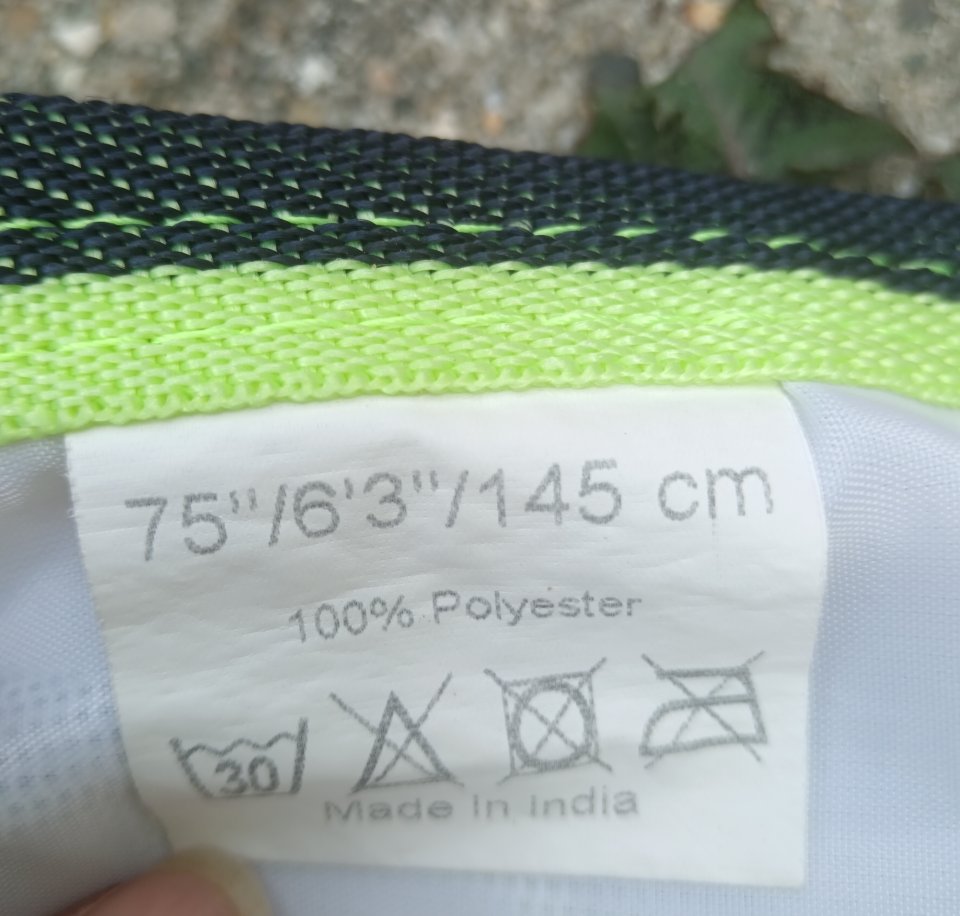 75"/6'3"/145 cm
100% Polyester
30
Made In India